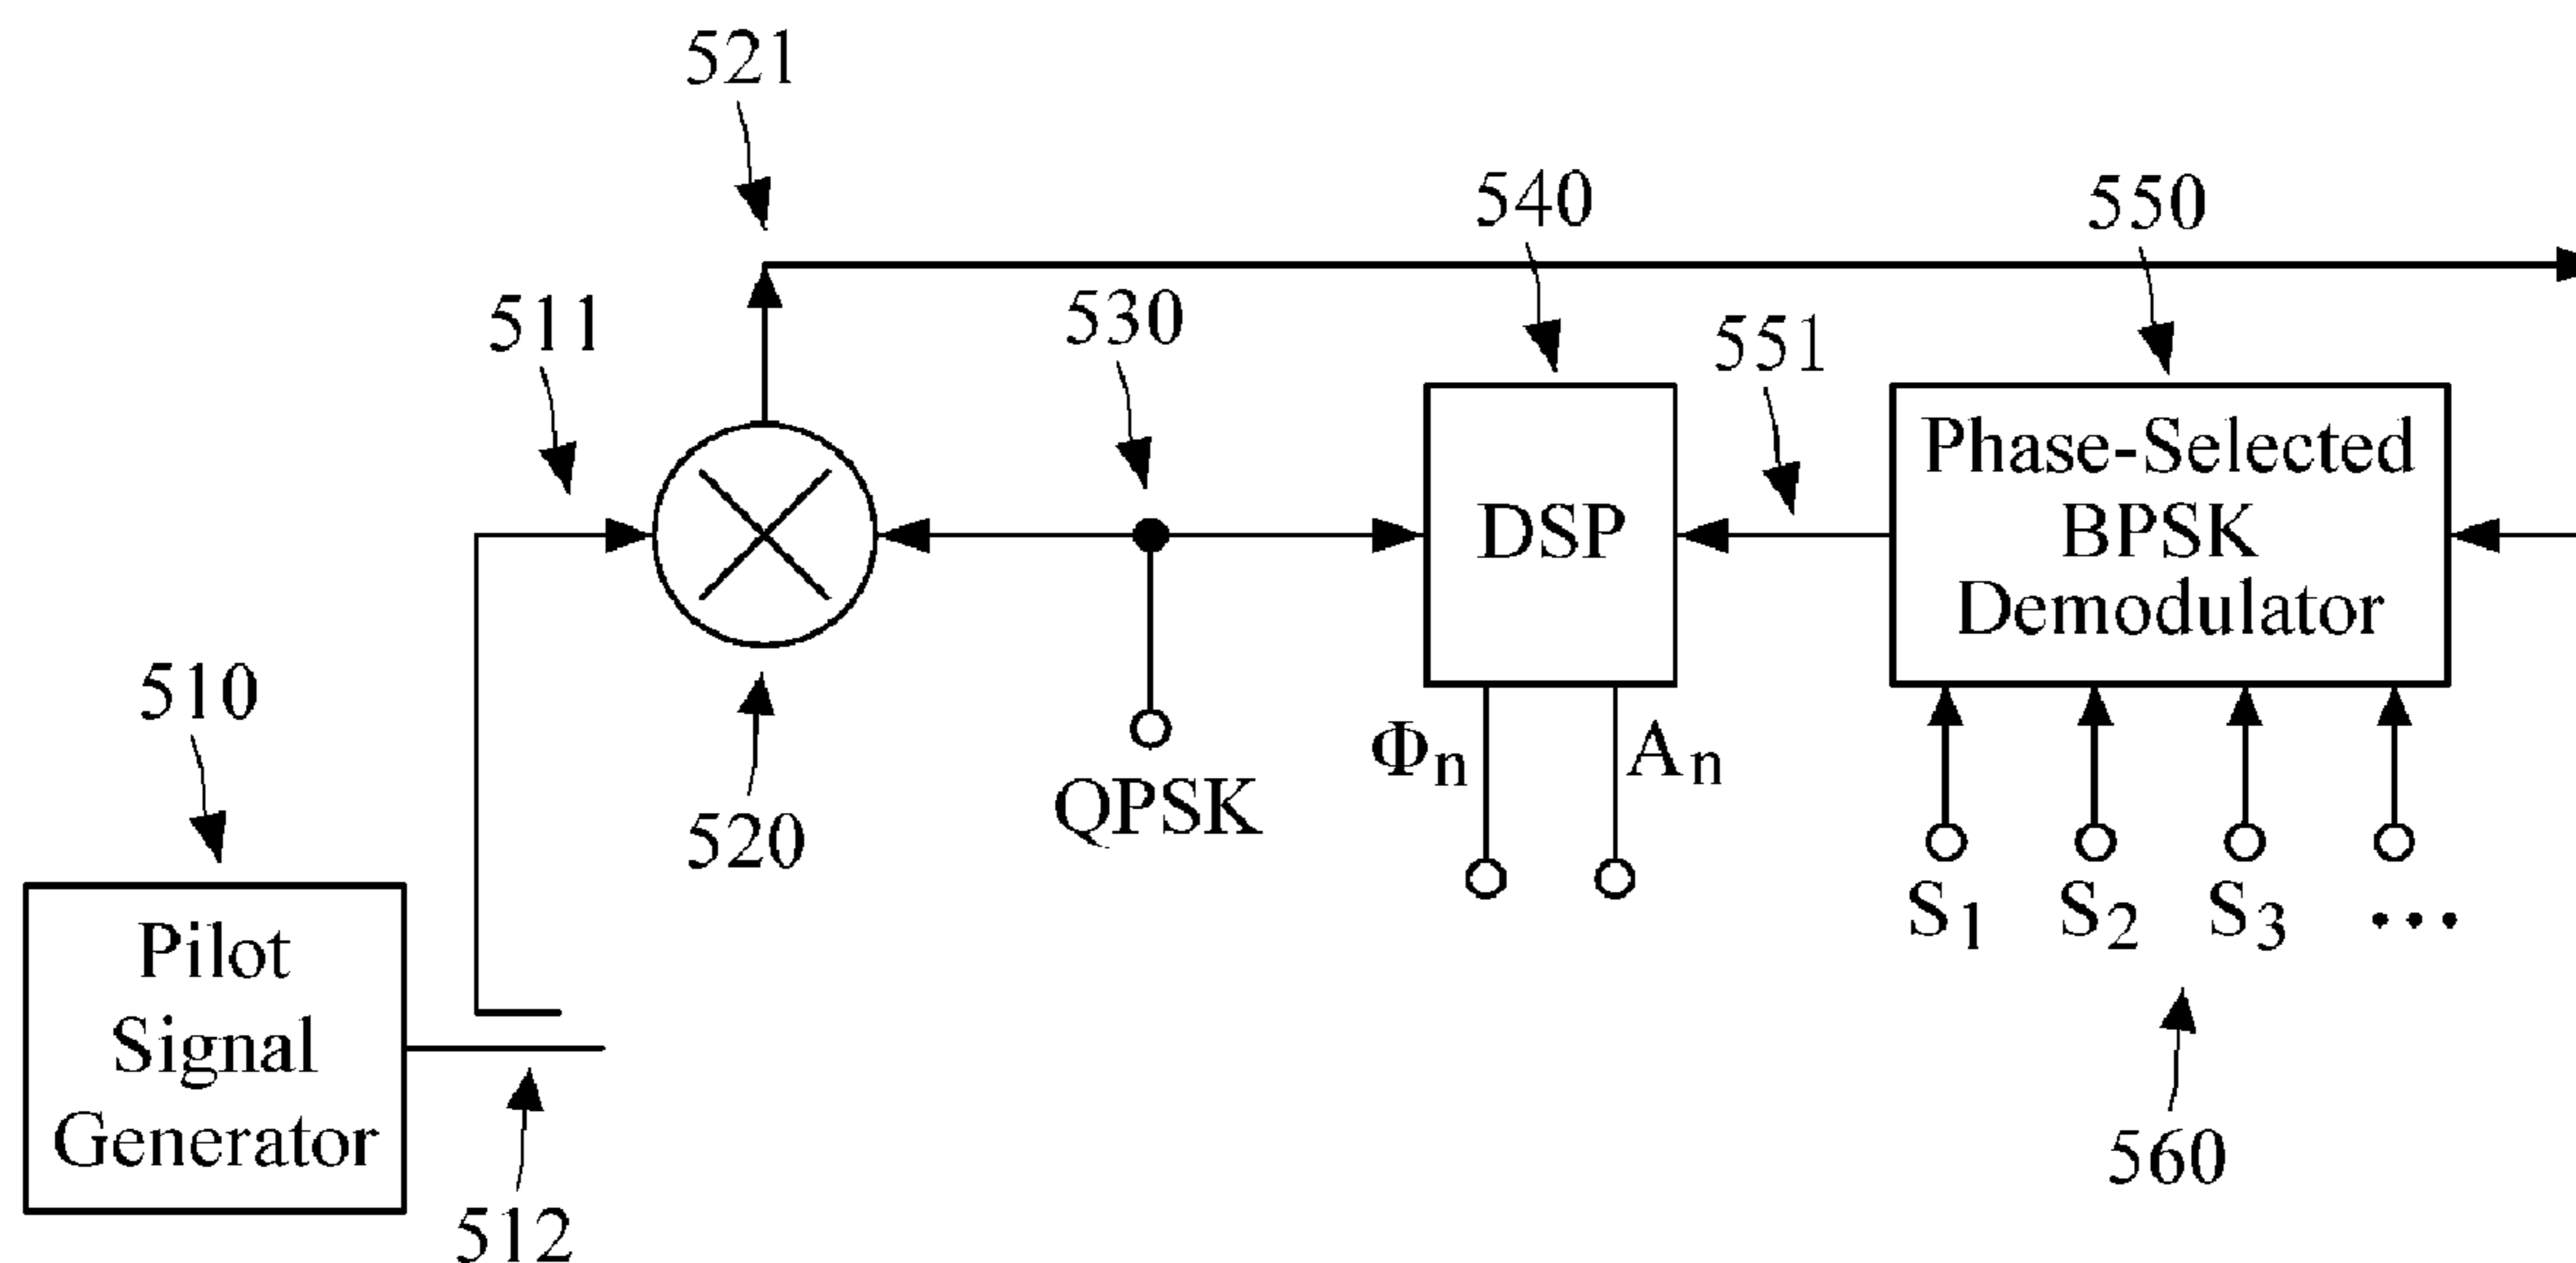 521
540
550
511
530
551
Phase-Selected
BPSK
Demodulator
DSP
510
520
QPSK
Φn
An
S1 S2 S3 ...
Pilot
Signal
Generator
512
560